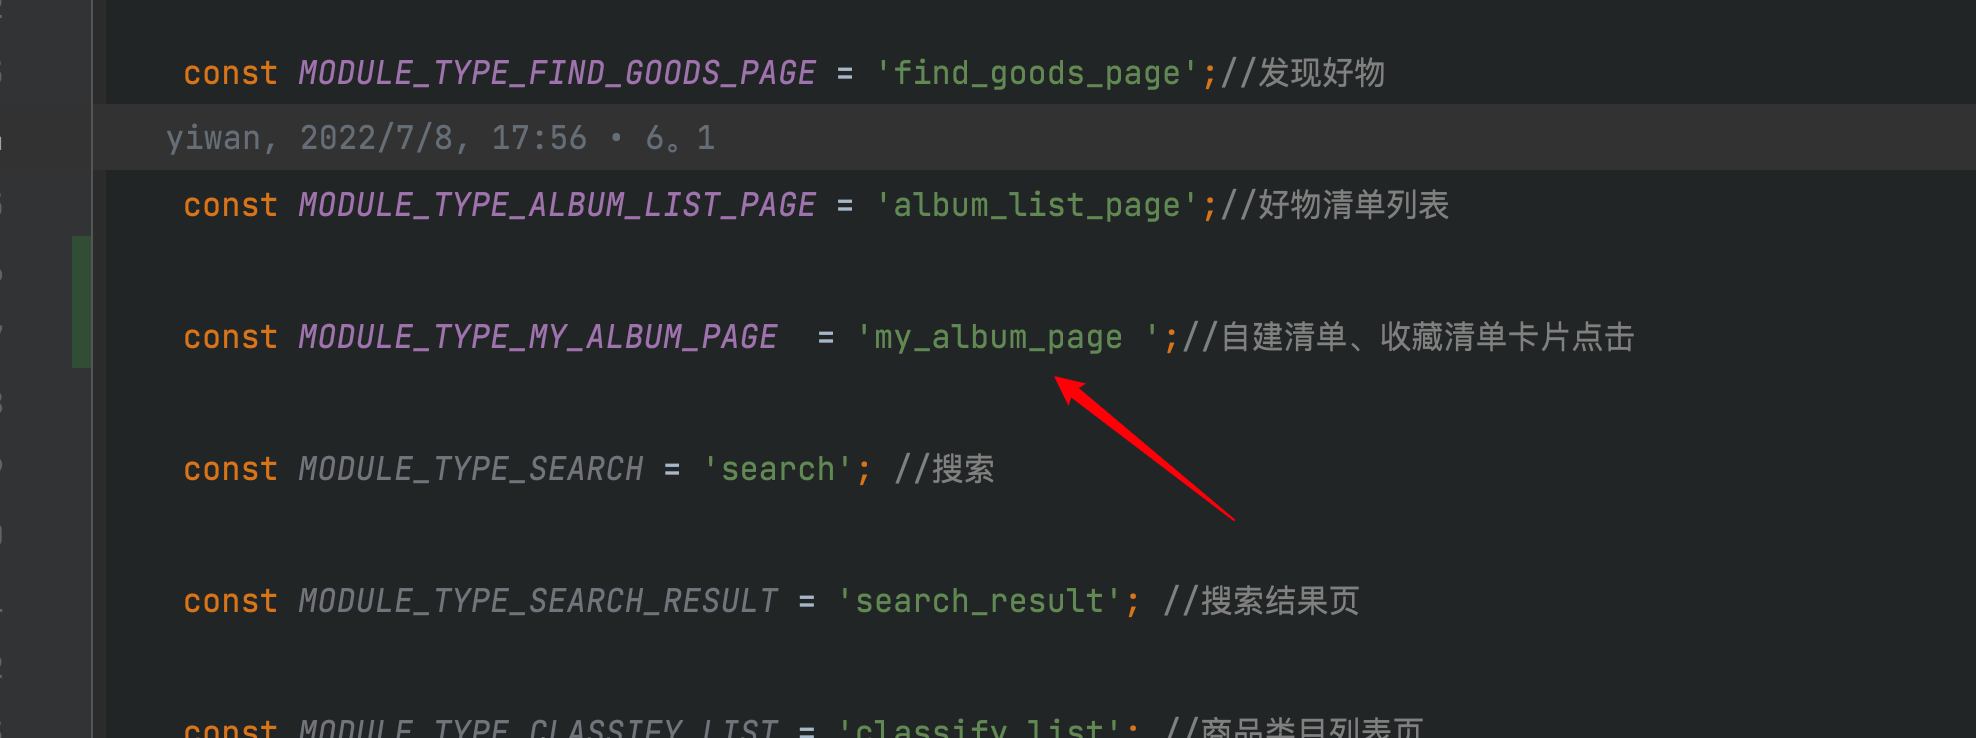 const MODULE_TYPE_FIND_GOODS_PAGE = 'find_goods_page';//发现好物
yiwan, 2022/7/8, 17:56 • 6。1
const MODULE_TYPE_ALBUM_LIST_PAGE = 'album_list_page';//好物清单列表
const MODULE_TYPE_MY_ALBUM_PAGE  = 'my_album_page ';//自建清单、收藏清单卡片点击
const MODULE_TYPE_SEARCH = 'search'; //搜索
const MODULE_TYPE_SEARCH_RESULT = 'search_result'; //搜索结果页
const MODULE_TYPE_CLASSIFY_LIST = 'classify_list'; //商品类目列表页